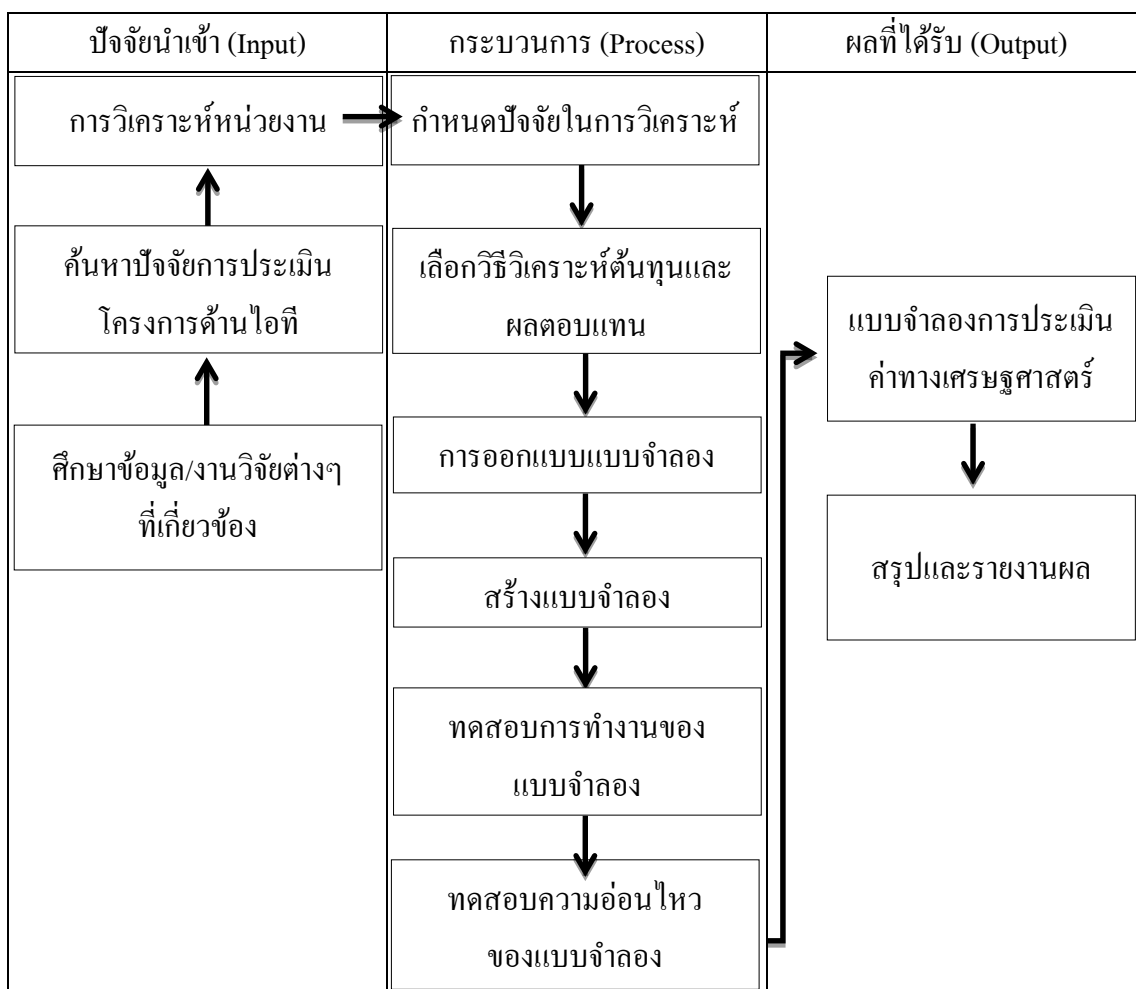 ปัจจัยนำเข้า (Input)
กระบวนการ (Process)
ผลที่ได้รับ (Output)
การวิเคราะห์หน่วยงาน
ค้นหาปัจจัยการประเมิน
โครงการด้านไอที
ศึกษาข้อมูล/งานวิจัยต่างๆ
ที่เกี่ยวข้อง
กำหนดปัจจัยในการวิเคราะห์
เลือกวิธีวิเคราะห์ต้นทุนและ
ผลตอบแทน
การออกแบบแบบจำลอง
สร้างแบบจำลอง
ทดสอบการทำงานของ
แบบจำลอง
ทดสอบความอ่อนไหว
ของแบบจำลอง
แบบจำลองการประเมิน
ค่าทางเศรษฐศาสตร์
สรุปและรายงานผล